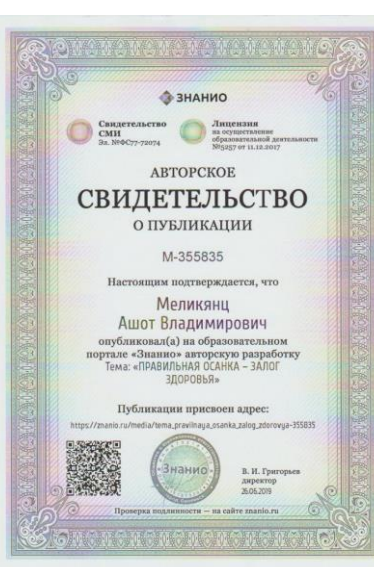 ЗНАНИО
Свидетельство
СМИ
Эл. №ФС77-72074
Лицензия
на осуществление
образовательной деятельности
№5257 от 11.12.2017
АВТОРСКОЕ
СВИДЕТЕЛЬСТВО
О ПУБЛИКАЦИИ
М-355835
Настоящим подтверждается, что
Меликянц
Ашот Владимирович
опубликовал(а) на образовательном
портале «Знанио» авторскую разработку
Тема: «ПРАВИЛЬНАЯ ОСАНКА – ЗАЛОГ
ЗДОРОВЬЯ»
Публикации присвоен адрес:
https://znanio.ru/media/tema_pravilnaya_osanka_zalog_zdorovya-355835
Знанио
В. И. Григорьев
директор
26.06.2019
Проверка подлинности — на сайте znanio.ru